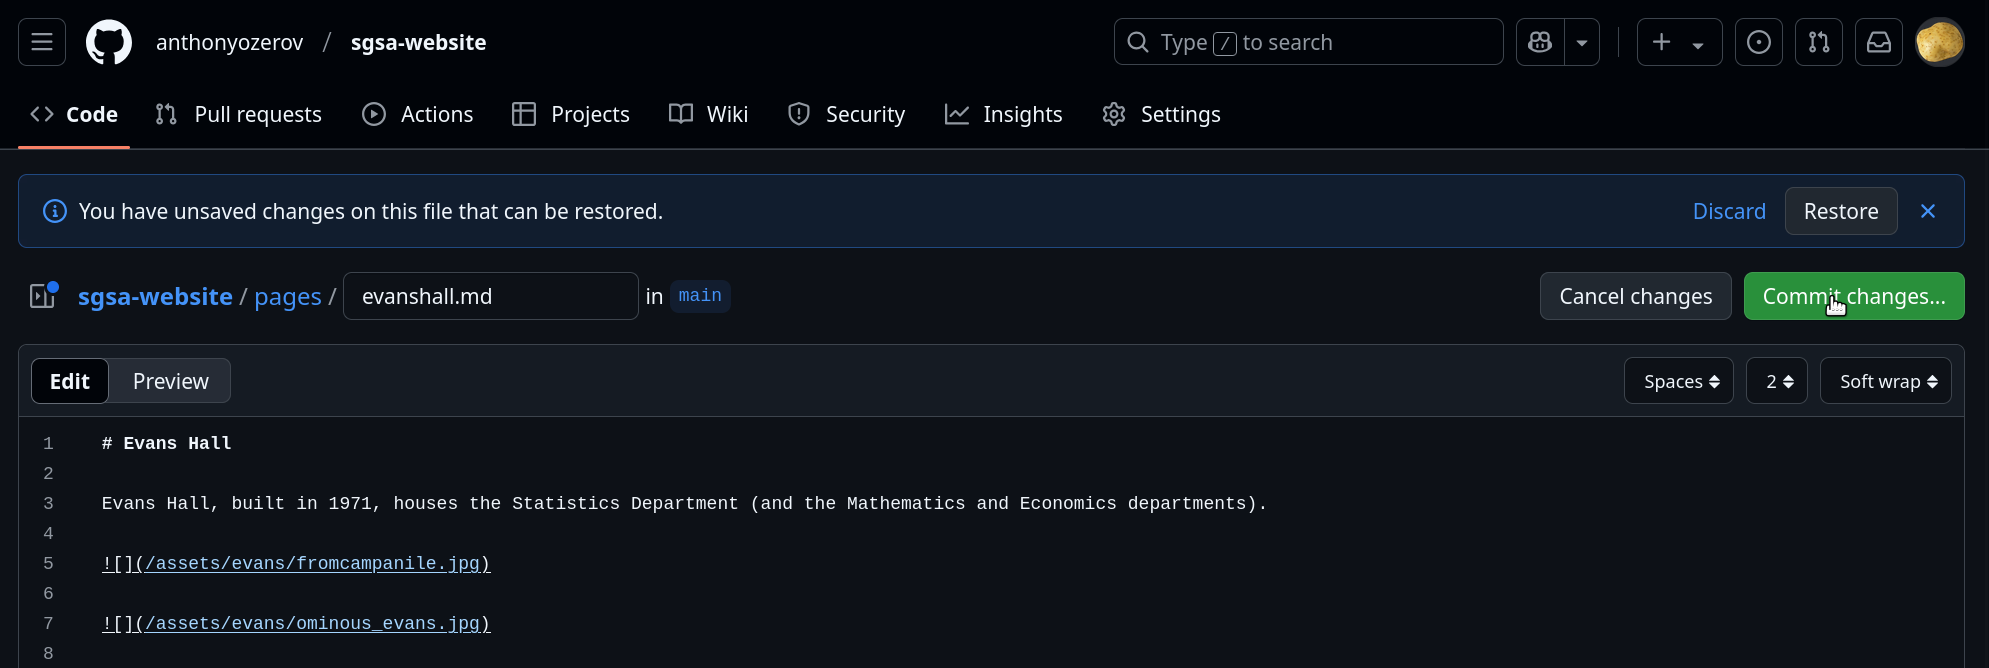 anthonyozerov / sgsa-website Type / to search
Code Pull requests Actions Projects Wiki Security Insights Settings
You have unsaved changes on this file that can be restored. Discard Restore
sgsa-website / pages / evanshall.md in main Cancel changes Commit changes...
Edit Preview Spaces 2 Soft wrap
1 # Evans Hall
2
3 Evans Hall, built in 1971, houses the Statistics Department (and the Mathematics and Economics departments).
4
5 ![](/assets/evans/fromcampanile.jpg)
6
7 ![](/assets/evans/ominous_evans.jpg)
8